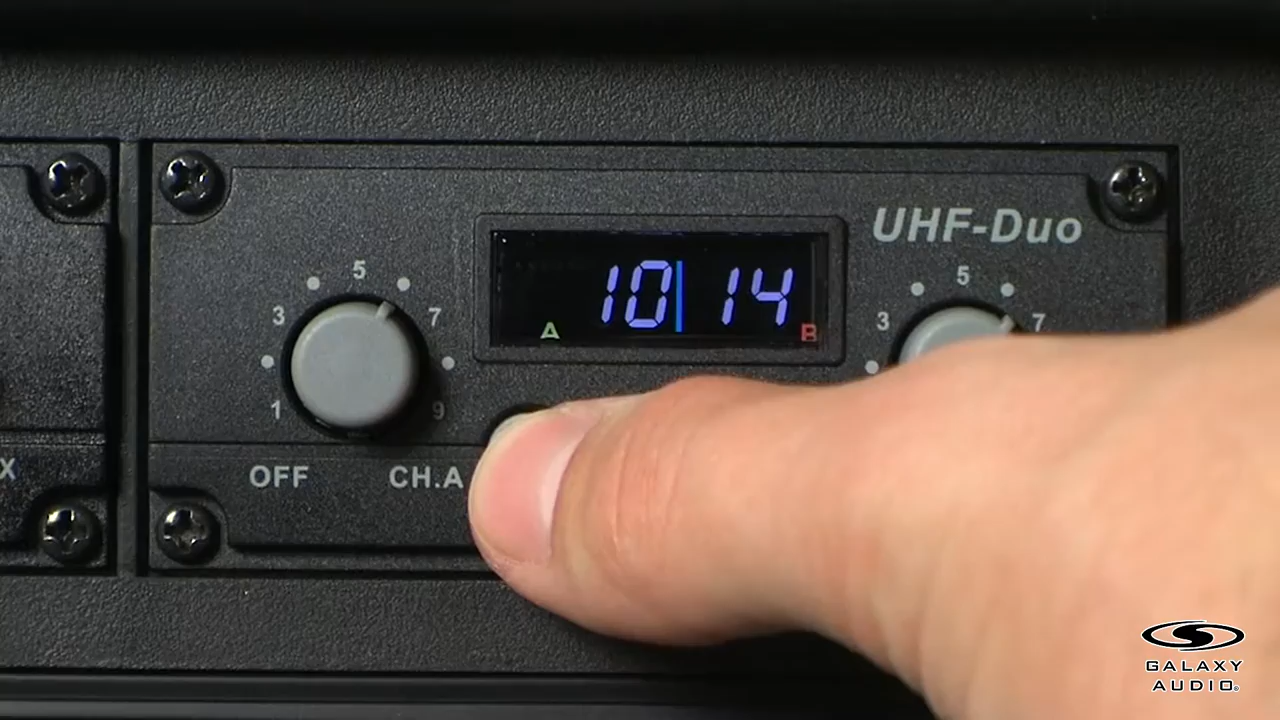 UHF-Duo
10 14
A B
1 3 5 7 9
3 5 7
X
OFF CH.A
GALAXY
AUDIO